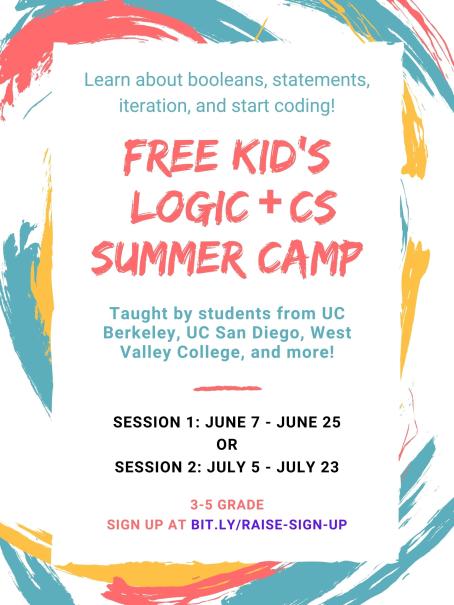 Learn about booleans, statements,
iteration, and start coding!
FREE KID'S
LOGIC + CS
SUMMER CAMP
Taught by students from UC
Berkeley, UC San Diego, West
Valley College, and more!
SESSION 1: JUNE 7 - JUNE 25
OR
SESSION 2: JULY 5 - JULY 23
3-5 GRADE
SIGN UP AT BIT.LY/RAISE-SIGN-UP